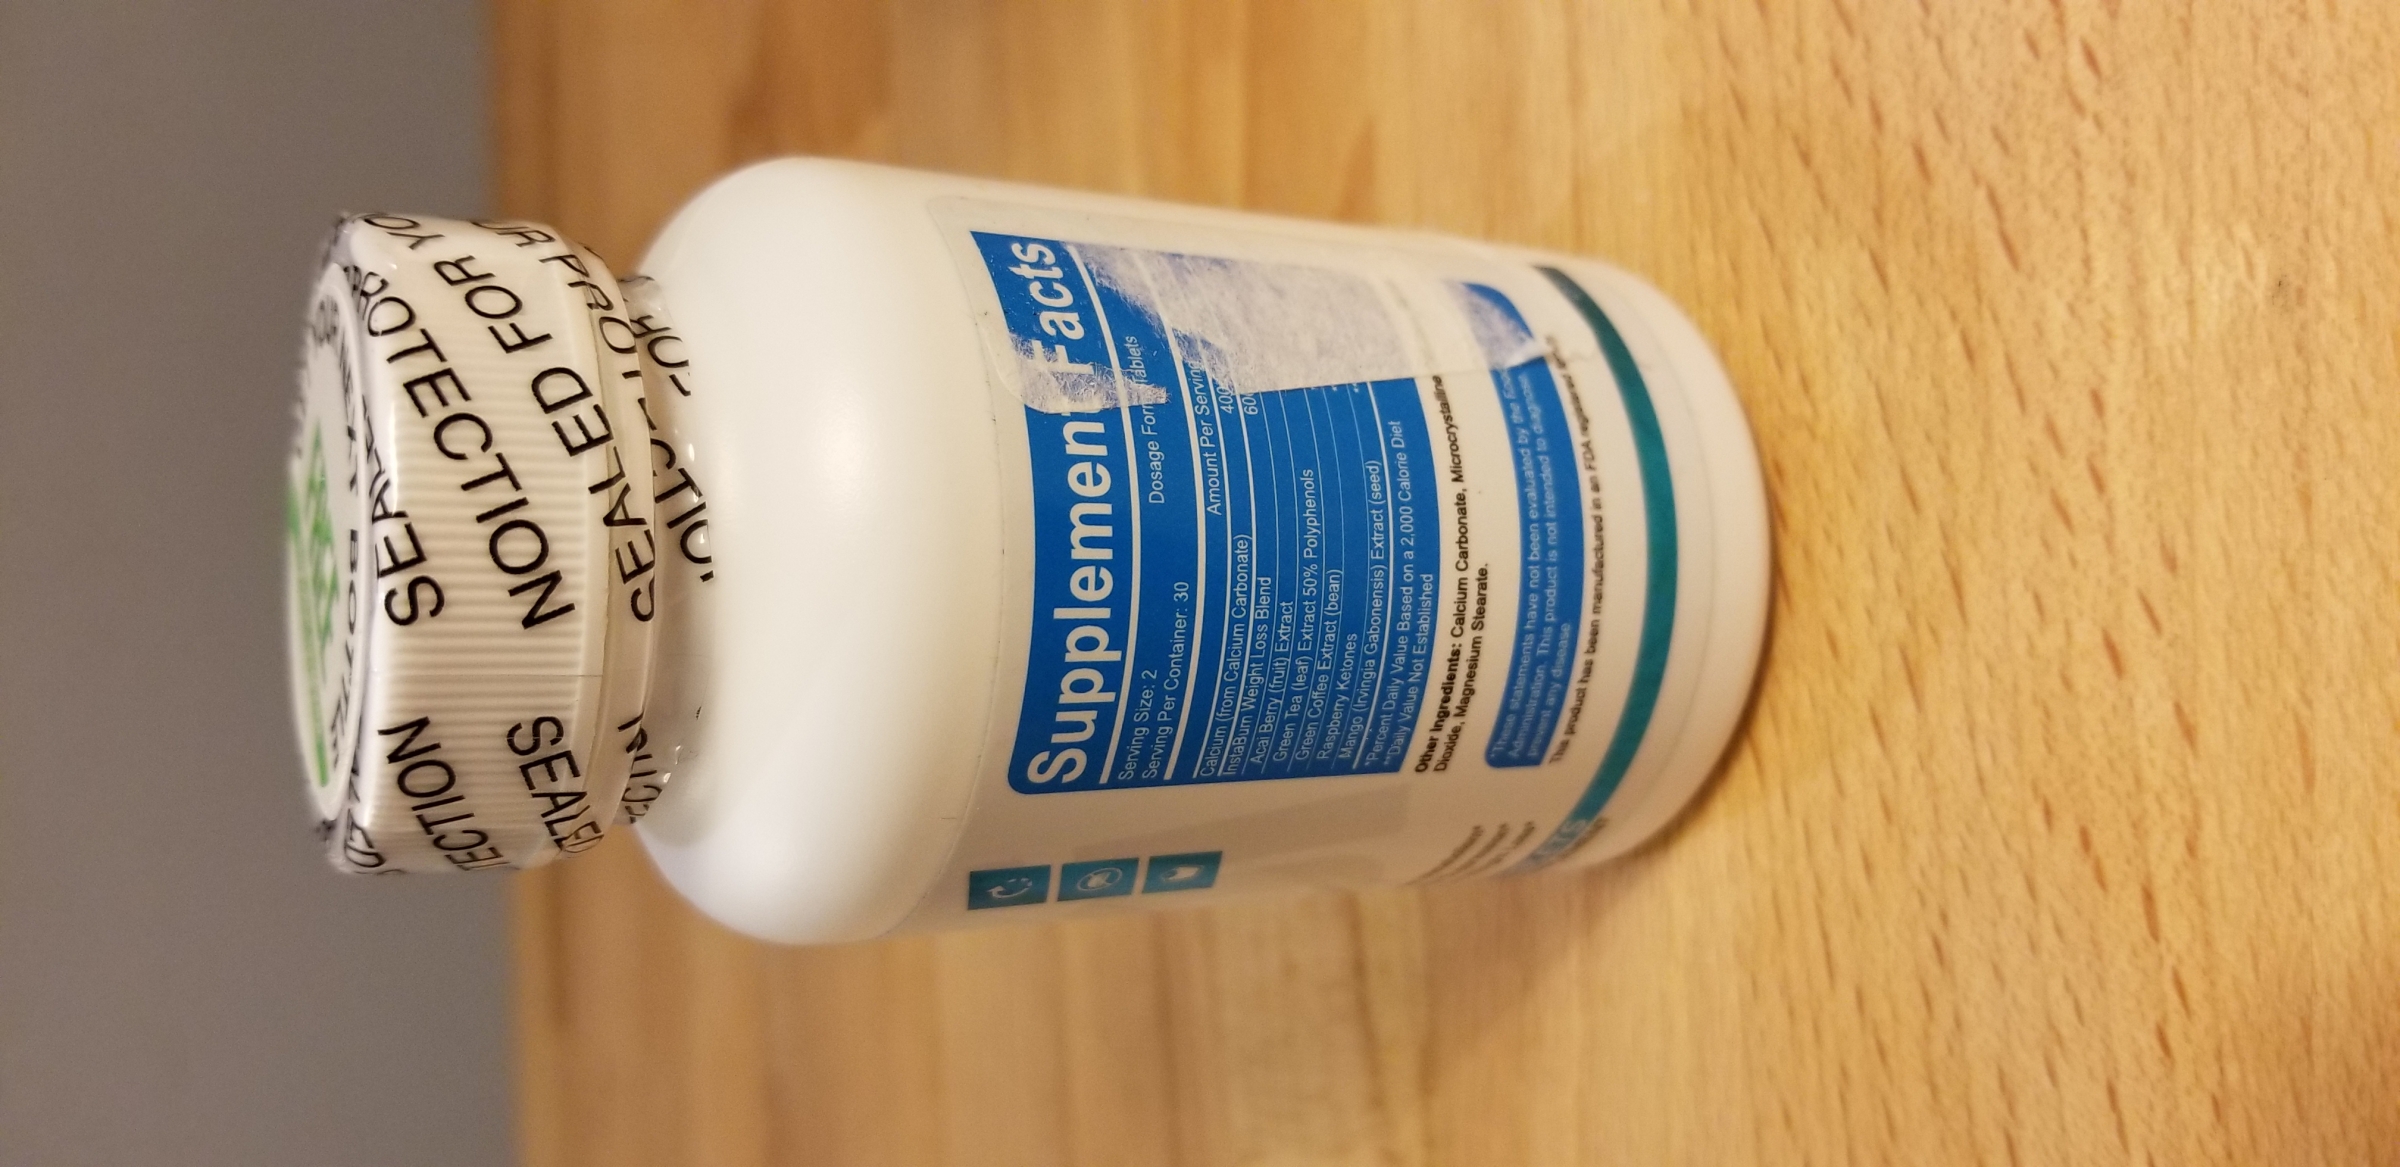 SEALED FOR YOUR PROTECTION
Supplement Facts
Serving Size: 2
Dosage Form Tablets
Serving Per Container: 30
Amount Per Serving
Calcium (from Calcium Carbonate)
InstaBurn Weight Loss Blend
Acai Berry (fruit) Extract
Green Tea (leaf) Extract 50% Polyphenols
Green Coffee Extract (bean)
Raspberry Ketones
Mango (Irvingia Gabonensis) Extract (seed)
*Percent Daily Value Based on a 2,000 Calorie Diet
**Daily Value Not Established
Other Ingredients: Calcium Carbonate, Microcrystalline
Dioxide, Magnesium Stearate.
*These statements have not been evaluated by the Food
Administration. This product is not intended to diagnose,
prevent any disease
This product has been manufactured in an FDA registered